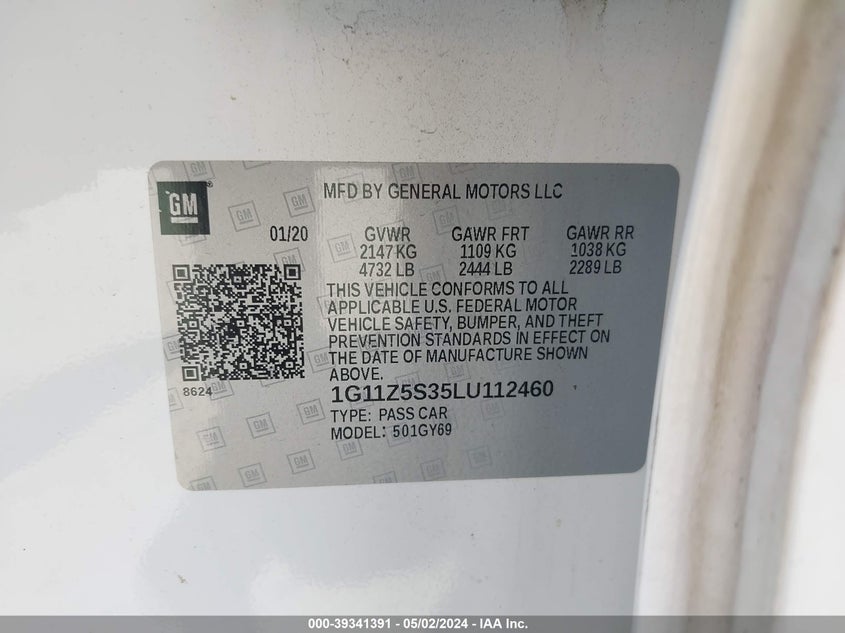 GM
MFD BY GENERAL MOTORS LLC
01/20 GVWR GAWR FRT GAWR RR
2147 KG 1109 KG 1038 KG
4732 LB 2444 LB 2289 LB
THIS VEHICLE CONFORMS TO ALL
APPLICABLE U.S. FEDERAL MOTOR
VEHICLE SAFETY, BUMPER, AND THEFT
PREVENTION STANDARDS IN EFFECT ON
THE DATE OF MANUFACTURE SHOWN
ABOVE.
8624
1G11Z5S35LU112460
TYPE: PASS CAR
MODEL: 501GY69
000-39341391 - 05/02/2024 - IAA Inc.